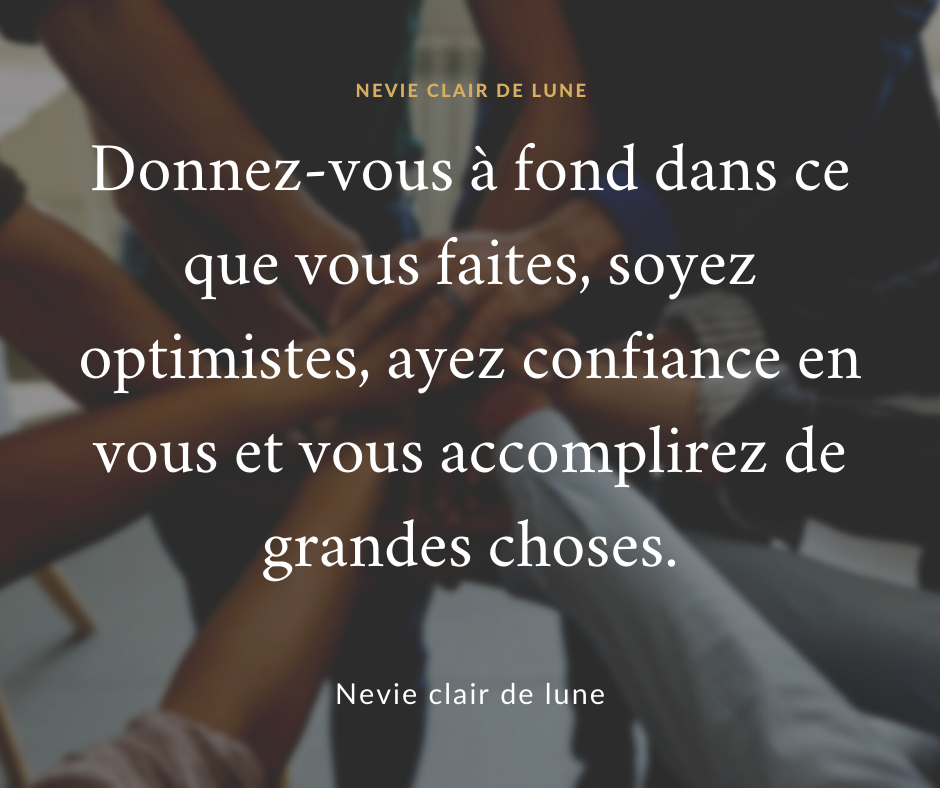 NEVIE CLAIR DE LUNE
Donnez-vous à fond dans ce
que vous faites, soyez
optimistes, ayez confiance en
vous et vous accomplirez de
grandes choses.
Nevie clair de lune